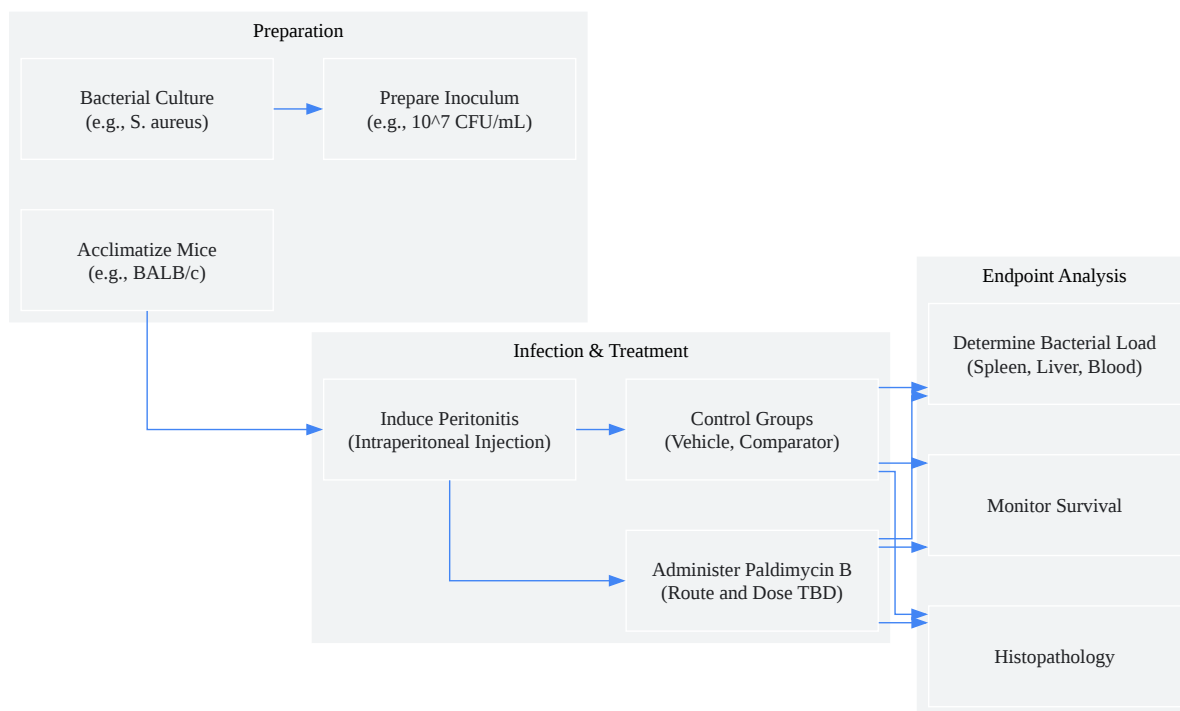 Preparation
Bacterial Culture
(e.g., S. aureus)
Prepare Inoculum
(e.g., 10^7 CFU/mL)
Acclimatize Mice
(e.g., BALB/c)
Infection & Treatment
Induce Peritonitis
(Intraperitoneal Injection)
Control Groups
(Vehicle, Comparator)
Administer Paldimycin B
(Route and Dose TBD)
Endpoint Analysis
Determine Bacterial Load
(Spleen, Liver, Blood)
Monitor Survival
Histopathology